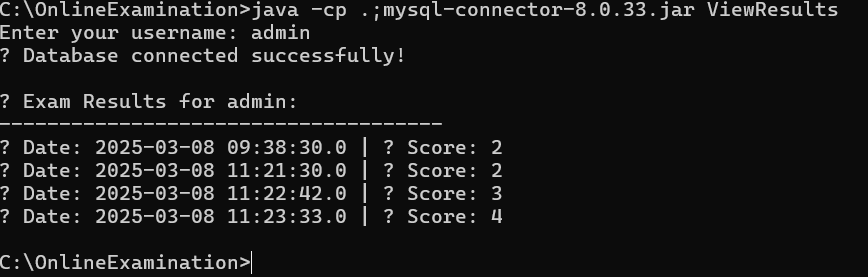 C:\OnlineExamination>java -cp .;mysql-connector-8.0.33.jar ViewResults
Enter your username: admin
? Database connected successfully!
? Exam Results for admin:
-------------------------------------
? Date: 2025-03-08 09:38:30.0 | ? Score: 2
? Date: 2025-03-08 11:21:30.0 | ? Score: 2
? Date: 2025-03-08 11:22:42.0 | ? Score: 3
? Date: 2025-03-08 11:23:33.0 | ? Score: 4
C:\OnlineExamination>